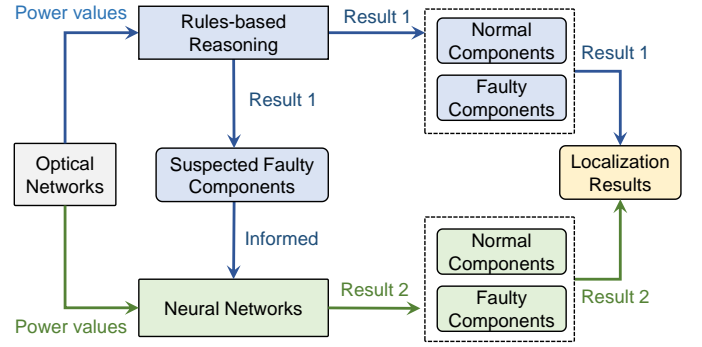 Power values
Rules-based
Reasoning
Result 1
Normal
Components
Faulty
Components
Result 1
Result 1
Optical
Networks
Suspected Faulty
Components
Localization
Results
Informed
Power values
Neural Networks
Result 2
Normal
Components
Faulty
Components
Result 2